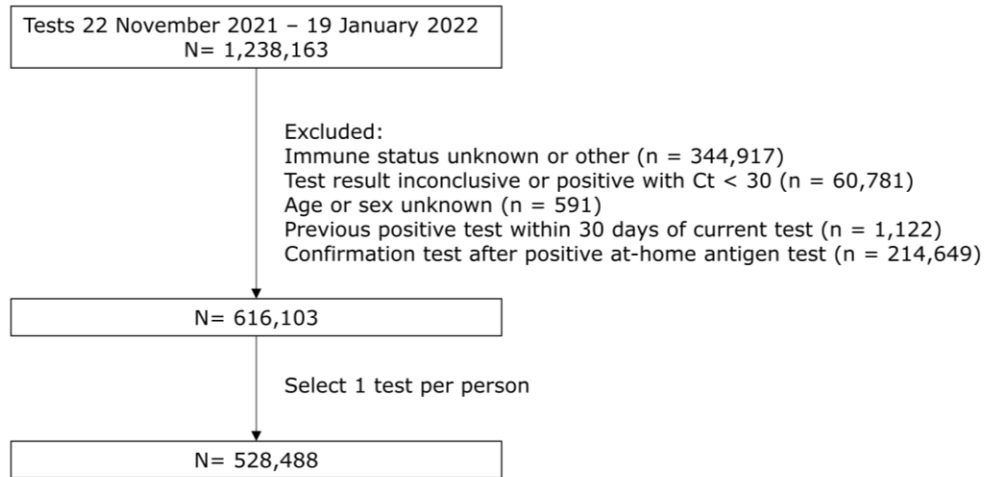 Tests 22 November 2021 – 19 January 2022
N= 1,238,163
Excluded:
Immune status unknown or other (n = 344,917)
Test result inconclusive or positive with Ct < 30 (n = 60,781)
Age or sex unknown (n = 591)
Previous positive test within 30 days of current test (n = 1,122)
Confirmation test after positive at-home antigen test (n = 214,649)
N= 616,103
Select 1 test per person
N= 528,488